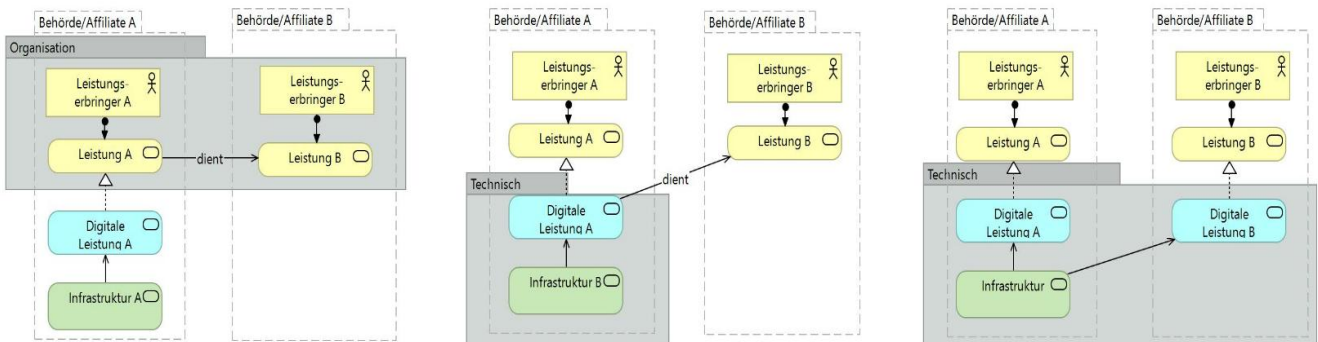 Behörde/Affiliate A
Behörde/Affiliate B
Organisation
Leistungs-
erbringer A
Leistungs-
erbringer B
Leistung A
dient
Leistung B
Digitale
Leistung A
Infrastruktur A
Behörde/Affiliate A
Behörde/Affiliate B
Leistungs-
erbringer A
Leistungs-
erbringer B
Leistung A
Leistung B
dient
Technisch
Digitale
Leistung A
Infrastruktur B
Behörde/Affiliate A
Behörde/Affiliate B
Leistungs-
erbringer A
Leistungs-
erbringer B
Leistung A
Leistung B
Technisch
Digitale
Leistung A
Digitale
Leistung B
Infrastruktur